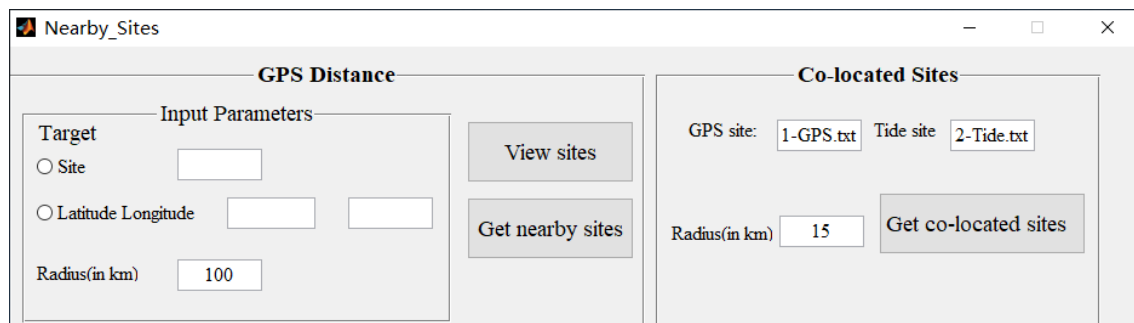 Nearby_Sites
GPS Distance
Input Parameters
Target
Site
Latitude Longitude
Radius(in km) 100
View sites
Get nearby sites
Co-located Sites
GPS site: 1-GPS.txt Tide site 2-Tide.txt
Radius(in km) 15 Get co-located sites